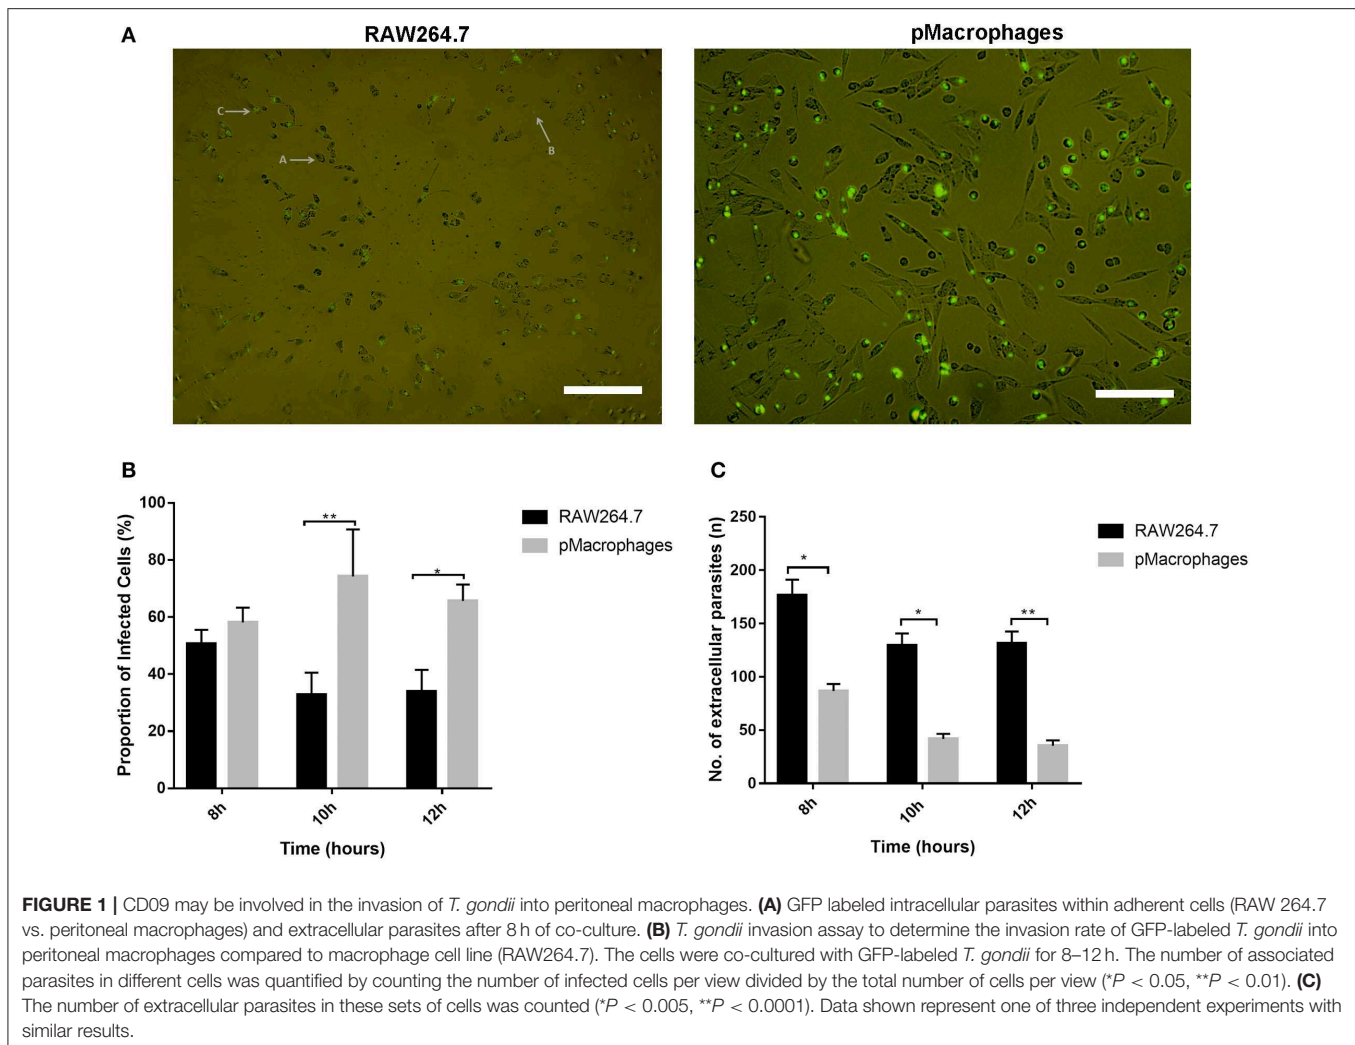 A
RAW264.7
pMacrophages
C
B
A
B
100
80
60
40
20
0
Proportion of Infected Cells (%)
**
*
RAW264.7
pMacrophages
8h
10h
12h
Time (hours)
C
250
200
150
100
50
0
No. of extracellular parasites (n)
*
*
**
RAW264.7
pMacrophages
8h
10h
12h
Time (hours)
FIGURE 1 | CD09 may be involved in the invasion of T. gondii into peritoneal macrophages. (A) GFP labeled intracellular parasites within adherent cells (RAW 264.7
vs. peritoneal macrophages) and extracellular parasites after 8 h of co-culture. (B) T. gondii invasion assay to determine the invasion rate of GFP-labeled T. gondii into
peritoneal macrophages compared to macrophage cell line (RAW264.7). The cells were co-cultured with GFP-labeled T. gondii for 8–12 h. The number of associated
parasites in different cells was quantified by counting the number of infected cells per view divided by the total number of cells per view (*P < 0.05, **P < 0.01). (C)
The number of extracellular parasites in these sets of cells was counted (*P < 0.005, **P < 0.0001). Data shown represent one of three independent experiments with
similar results.